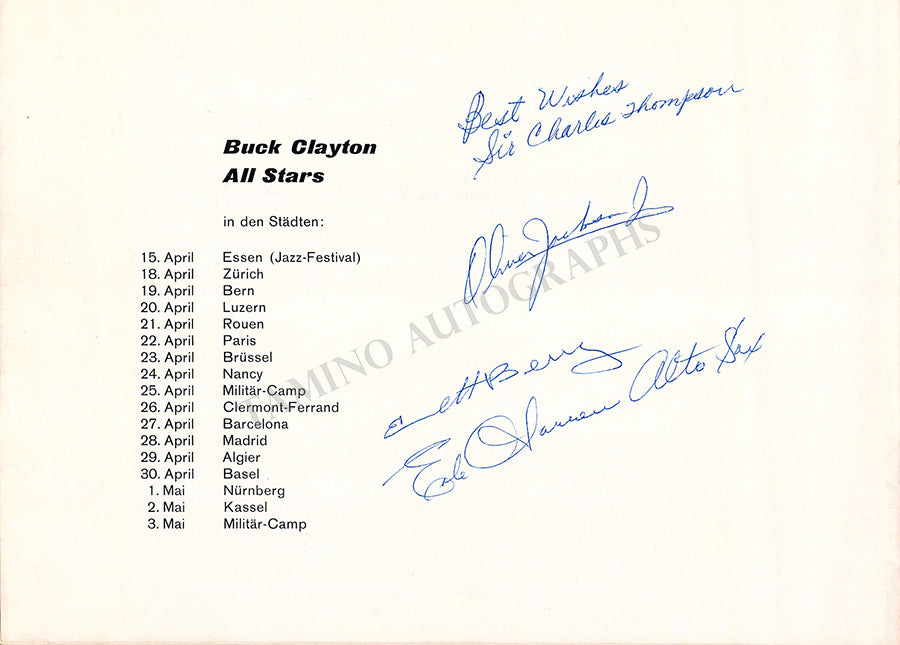 Best Wishes
Sir Charles Thompson
Buck Clayton
All Stars
in den Städten:
Oliver Jackson Jr
15. April Essen (Jazz-Festival)
18. April Zürich
19. April Bern
20. April Luzern
21. April Rouen
22. April Paris
23. April Brüssel
24. April Nancy
25. April Militär-Camp
26. April Clermont-Ferrand
27. April Barcelona
28. April Madrid
29. April Algier
30. April Basel
1. Mai Nürnberg
2. Mai Kassel
3. Mai Militär-Camp
TAMINO AUTOGRAPHS
Emmett Berry
Earle Warren Alto Sax